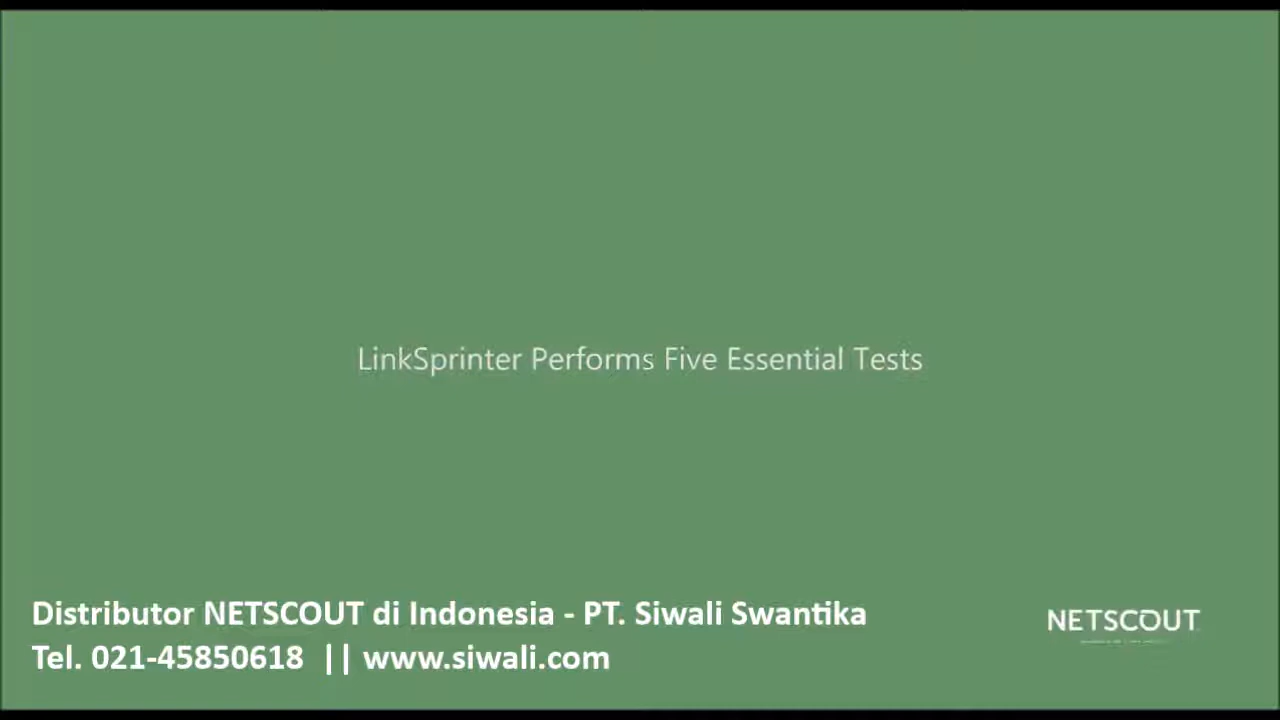 LinkSprinter Performs Five Essential Tests
Distributor NETSCOUT di Indonesia - PT. Siwali Swantika
Tel. 021-45850618 || www.siwali.com
NETSCOUT